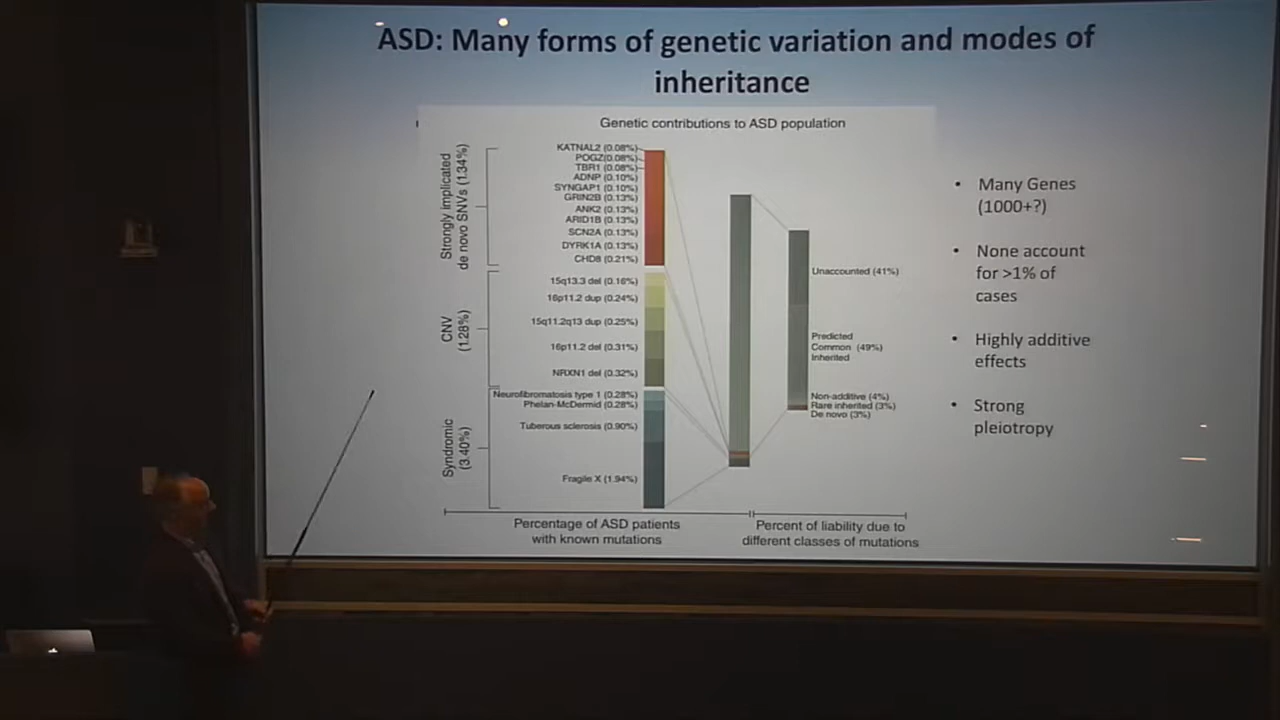 ASD: Many forms of genetic variation and modes of
inheritance
Genetic contributions to ASD population
Strongly implicated
de novo SNVs (1.34%)
KATNAL2 (0.08%)
POGZ(0.08%)
TBR1 (0.08%)
ADNP (0.10%)
SYNGAP1 (0.10%)
GRIN2B (0.13%)
ANK2 (0.13%)
ARID1B (0.13%)
SCN2A (0.13%)
DYRK1A (0.13%)
CHD8 (0.21%)
CNV
(1.28%)
15q13.3 del (0.16%)
16p11.2 dup (0.24%)
15q11.2q13 dup (0.25%)
16p11.2 del (0.31%)
NRXN1 del (0.32%)
Syndromic
(3.40%)
Neurofibromatosis type 1 (0.28%)
Phelan-McDermid (0.28%)
Tuberous sclerosis (0.90%)
Fragile X (1.94%)
Unaccounted (41%)
Predicted
Common (49%)
Inherited
Non-additive (4%)
Rare inherited (3%)
De novo (3%)
Percentage of ASD patients
with known mutations
Percent of liability due to
different classes of mutations
• Many Genes
(1000+?)
• None account
for >1% of
cases
• Highly additive
effects
• Strong
pleiotropy